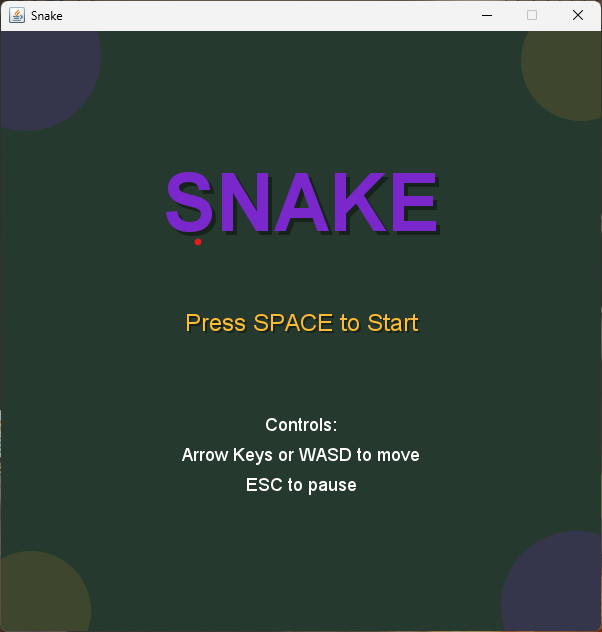 Snake
SNAKE
Press SPACE to Start
Controls:
Arrow Keys or WASD to move
ESC to pause